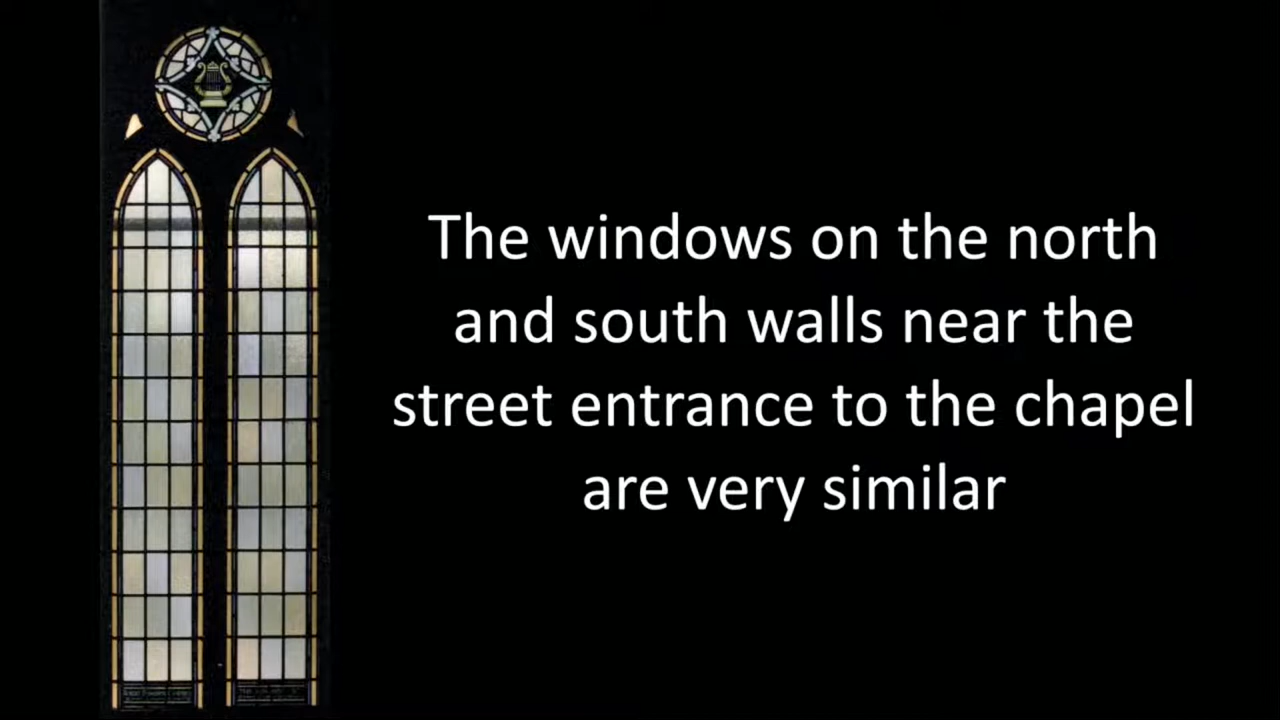 The windows on the north
and south walls near the
street entrance to the chapel
are very similar